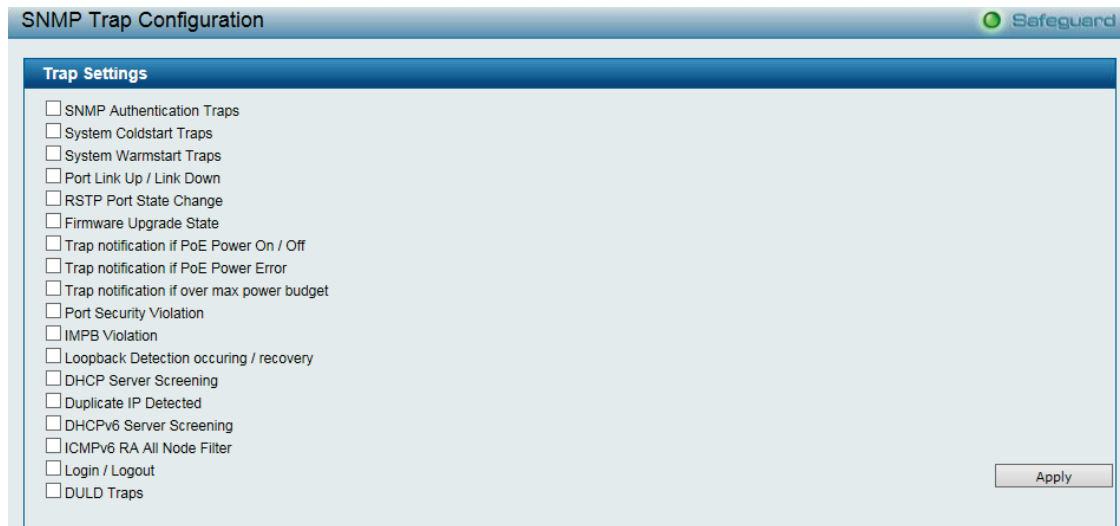 SNMP Trap Configuration
Safeguard
Trap Settings
SNMP Authentication Traps
System Coldstart Traps
System Warmstart Traps
Port Link Up / Link Down
RSTP Port State Change
Firmware Upgrade State
Trap notification if PoE Power On / Off
Trap notification if PoE Power Error
Trap notification if over max power budget
Port Security Violation
IMPB Violation
Loopback Detection occuring / recovery
DHCP Server Screening
Duplicate IP Detected
DHCPv6 Server Screening
ICMPv6 RA All Node Filter
Login / Logout
DULD Traps
Apply